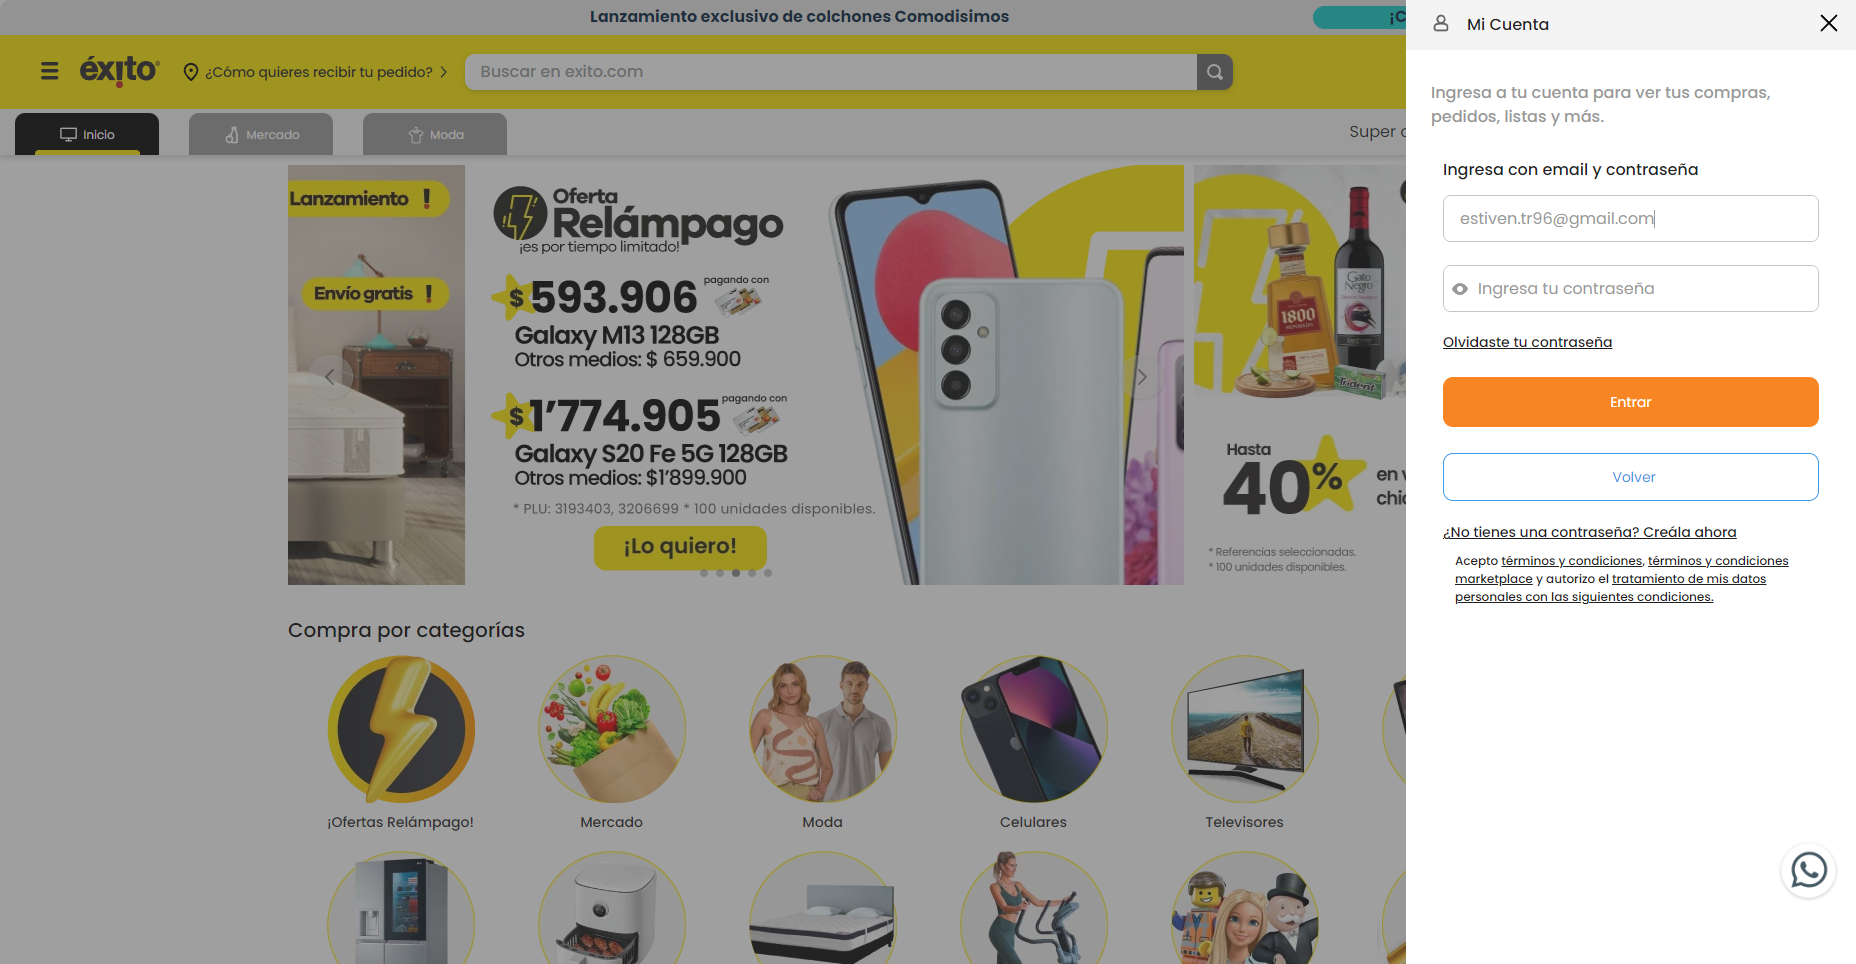 Lanzamiento exclusivo de colchones Comodisimos
éxito
¿Cómo quieres recibir tu pedido?
Buscar en exito.com
Inicio
Mercado
Moda
Lanzamiento !
Envío gratis !
Oferta
Relámpago
¡es por tiempo limitado!
$593.906 pagando con
Galaxy M13 128GB
Otros medios: $ 659.900
$1'774.905 pagando con
Galaxy S20 Fe 5G 128GB
Otros medios: $1'899.900
* PLU: 3193403, 3206699 * 100 unidades disponibles.
¡Lo quiero!
1800
Gato
Negro
Trident
Hasta
40%
* Referencias seleccionadas.
* 100 unidades disponibles.
Compra por categorías
¡Ofertas Relámpago!
Mercado
Moda
Celulares
Televisores
Super
Mi Cuenta
Ingresa a tu cuenta para ver tus compras,
pedidos, listas y más.
Ingresa con email y contraseña
estiven.tr96@gmail.com
Ingresa tu contraseña
Olvidaste tu contraseña
Entrar
Volver
¿No tienes una contraseña? Creála ahora
Acepto términos y condiciones, términos y condiciones
marketplace y autorizo el tratamiento de mis datos
personales con las siguientes condiciones.